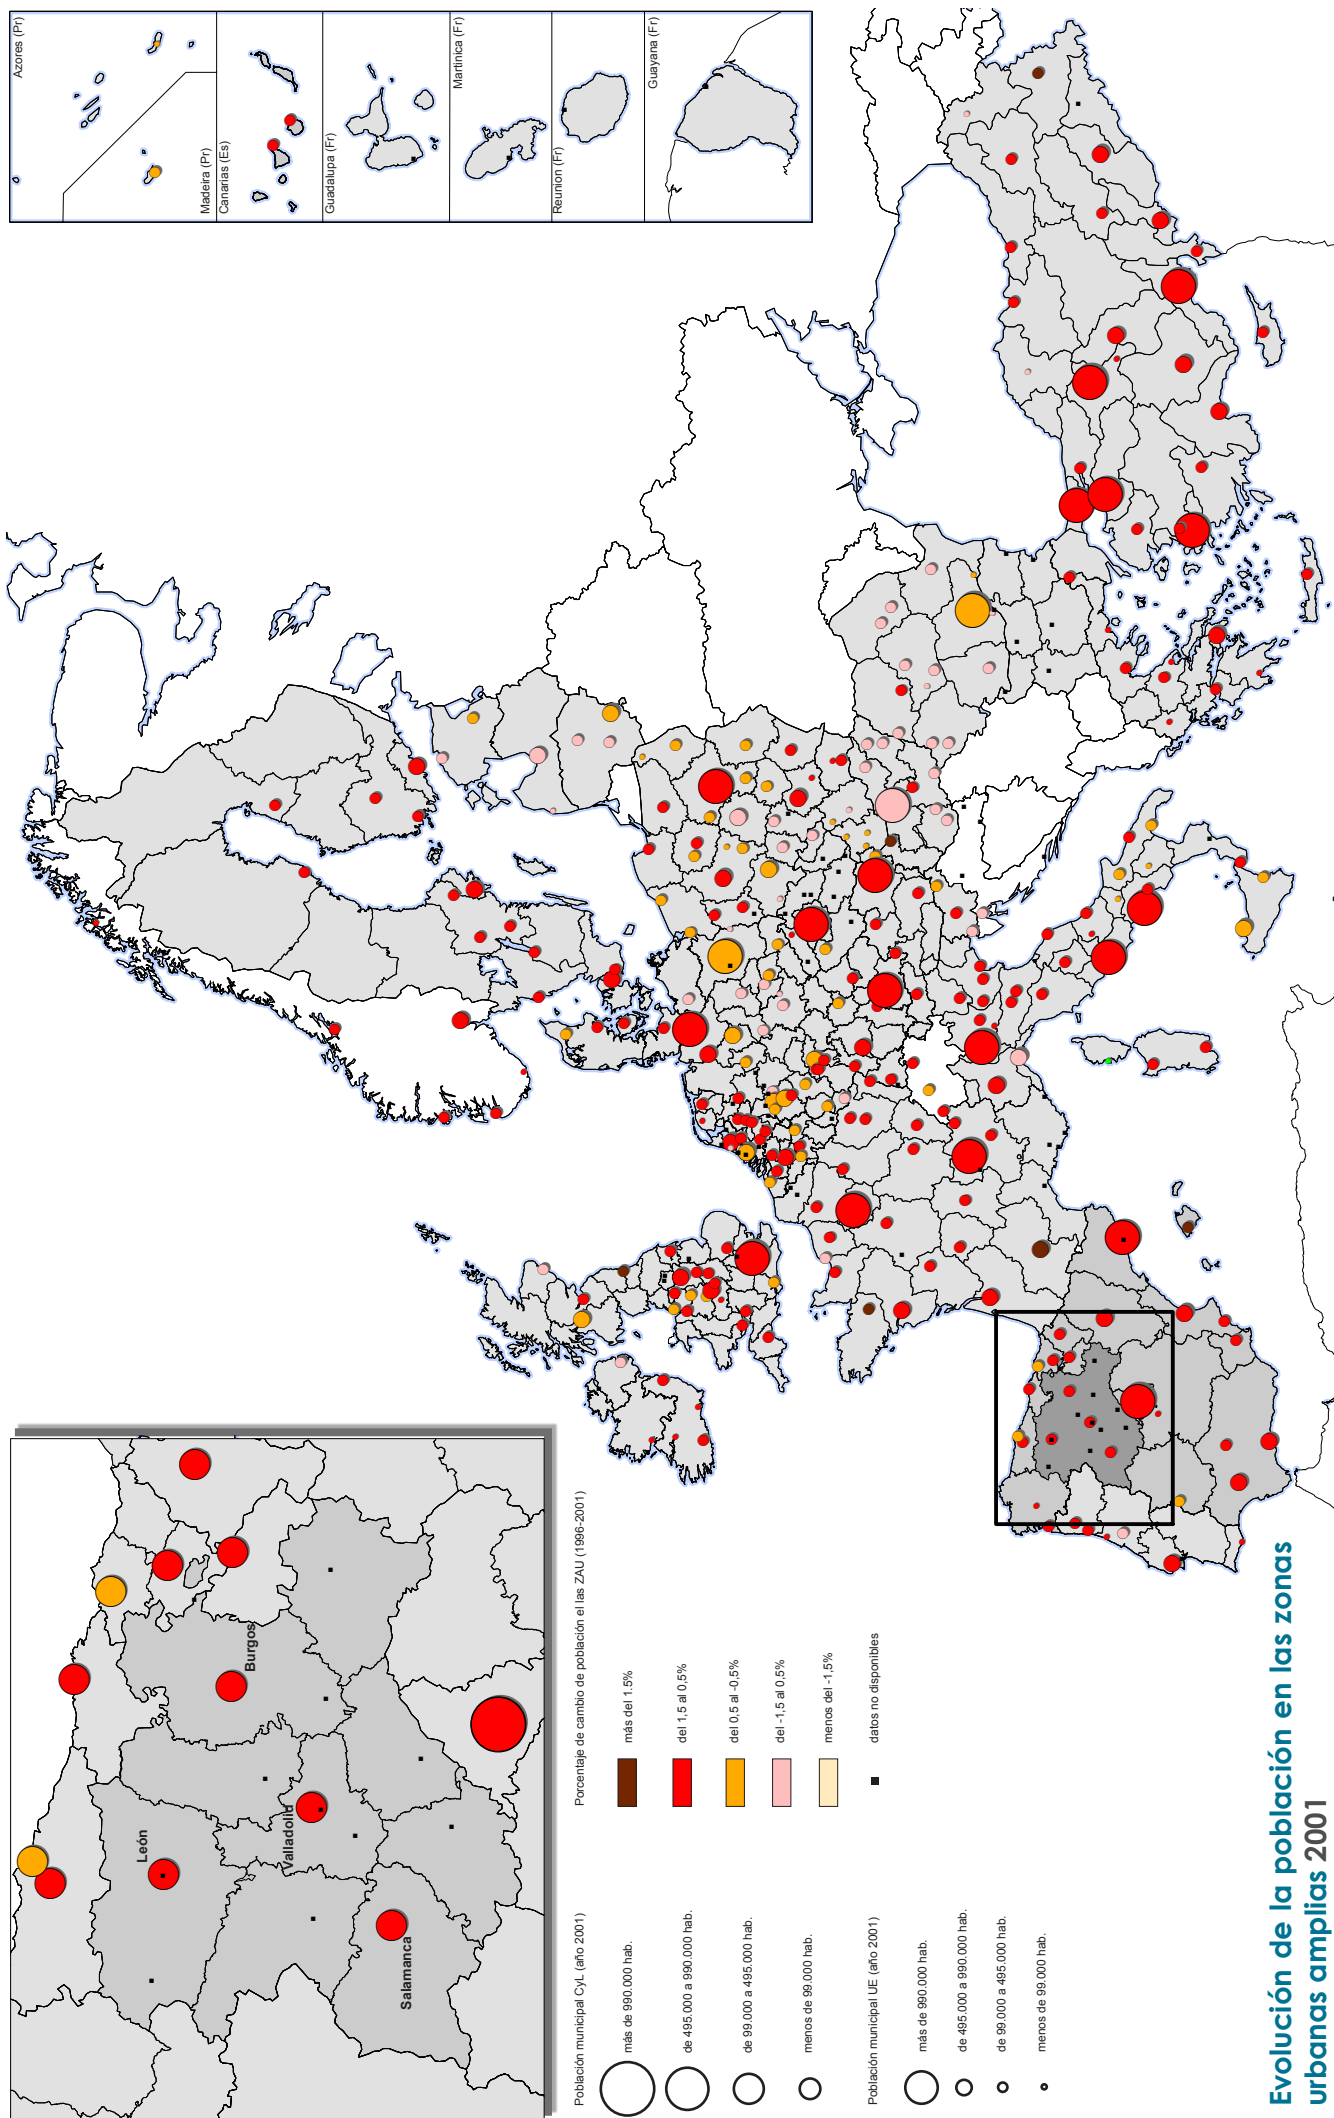 Azores (Pr)
Madeira (Pr)
Canarias (Es)
Guadalupa (Fr)
Martinica (Fr)
Reunion (Fr)
Guayana (Fr)
León
Burgos
Valladolid
Salamanca
Población municipal CyL (año 2001)
más de 990.000 hab.
de 495.000 a 990.000 hab.
de 99.000 a 495.000 hab.
menos de 99.000 hab.
Población municipal UE (año 2001)
más de 990.000 hab.
de 495.000 a 990.000 hab.
de 99.000 a 495.000 hab.
menos de 99.000 hab.
Porcentaje de cambio de población el las ZAU (1996-2001)
más del 1.5%
del 1,5 al 0,5%
del 0,5 al -0,5%
del -1,5 al 0,5%
menos del -1,5%
datos no disponibles
Evolución de la población en las zonas
urbanas amplias 2001